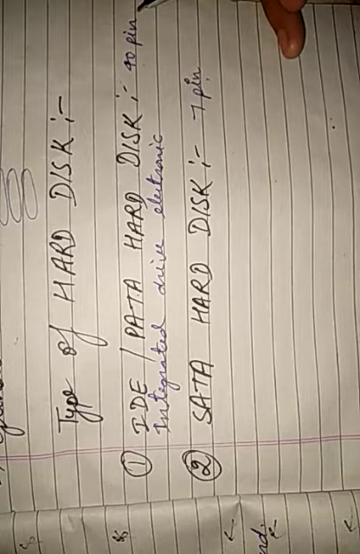 Type of HARD DISK :-
① IDE / PATA HARD DISK :- 40 pin
Integrated drive electronic
② SATA HARD DISK :- 7 pin